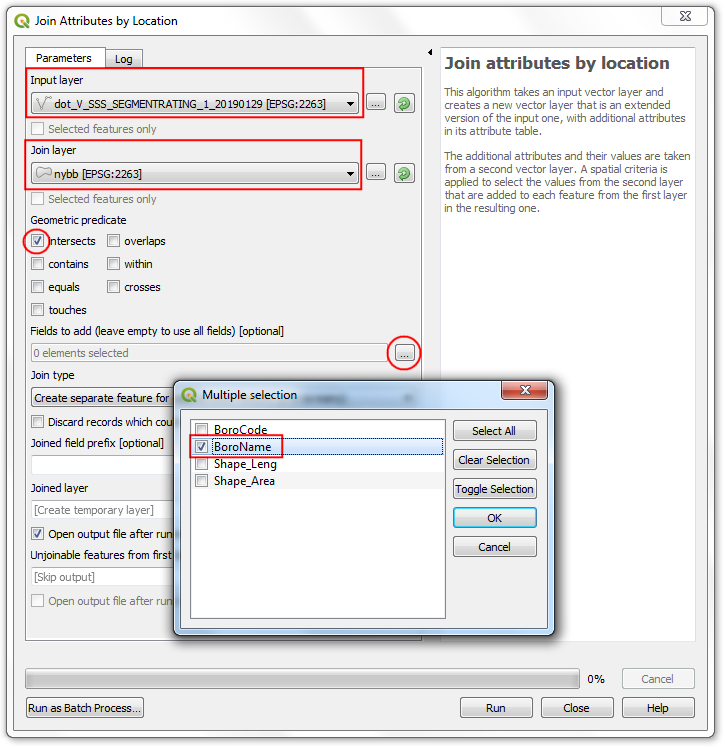 Join Attributes by Location
Parameters
Log
Input layer
dot_V_SSS_SEGMENTRATING_1_20190129 [EPSG:2263]
...
Selected features only
Join layer
nybb [EPSG:2263]
...
Selected features only
Geometric predicate
intersects
overlaps
contains
within
equals
crosses
touches
Fields to add (leave empty to use all fields) [optional]
0 elements selected
...
Join type
Create separate feature for
Discard records which cou
Joined field prefix [optional]
Joined layer
[Create temporary layer]
Open output file after run
Unjoinable features from first
[Skip output]
Open output file after run
Multiple selection
BoroCode
BoroName
Shape_Leng
Shape_Area
Select All
Clear Selection
Toggle Selection
OK
Cancel
Join attributes by location
This algorithm takes an input vector layer and
creates a new vector layer that is an extended
version of the input one, with additional attributes
in its attribute table.
The additional attributes and their values are taken
from a second vector layer. A spatial criteria is
applied to select the values from the second layer
that are added to each feature from the first layer
in the resulting one.
0%
Cancel
Run as Batch Process...
Run
Close
Help